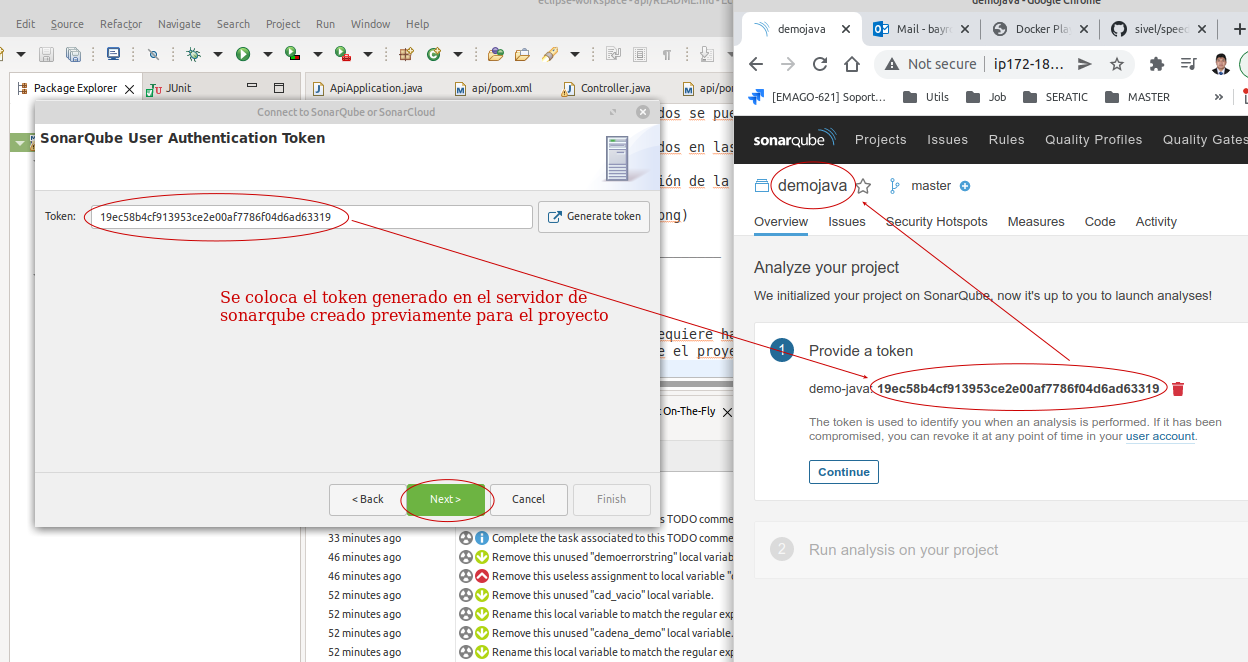 eclipse-workspace - api/README.md - Ec
Edit Source Refactor Navigate Search Project Run Window Help
Package Explorer
JUnit
ApiApplication.java
api/pom.xml
Controller.java
api/po
Connect to SonarQube or SonarCloud
SonarQube User Authentication Token
Token:
19ec58b4cf913953ce2e00af7786f04d6ad63319
Generate token
Se coloca el token generado en el servidor de
sonarqube creado previamente para el proyecto
< Back
Next >
Cancel
Finish
dos se pue
dos en las
ión de la
ong)
equiere ha
e el proye
On-The-Fly
s TODO comme
33 minutes ago Complete the task associated to this TODO comme
46 minutes ago Remove this unused "demoerrorstring" local variab
46 minutes ago Remove this useless assignment to local variable "c
52 minutes ago Remove this unused "cad_vacio" local variable.
52 minutes ago Rename this local variable to match the regular exp
52 minutes ago Remove this unused "cadena_demo" local variable.
52 minutes ago Rename this local variable to match the regular exp
demojava - Google Chrome
demojava
Mail - bayro
Docker Pla
sivel/speed
Not secure
ip172-18...
[EMAGO-621] Soport...
Utils
Job
SERATIC
MASTER
»
sonarqube
Projects Issues Rules Quality Profiles Quality Gates
demojava
master
Overview Issues Security Hotspots Measures Code Activity
Analyze your project
We initialized your project on SonarQube, now it's up to you to launch analyses!
1 Provide a token
demo-java: 19ec58b4cf913953ce2e00af7786f04d6ad63319
The token is used to identify you when an analysis is performed. If it has been
compromised, you can revoke it at any point of time in your user account.
Continue
2 Run analysis on your project